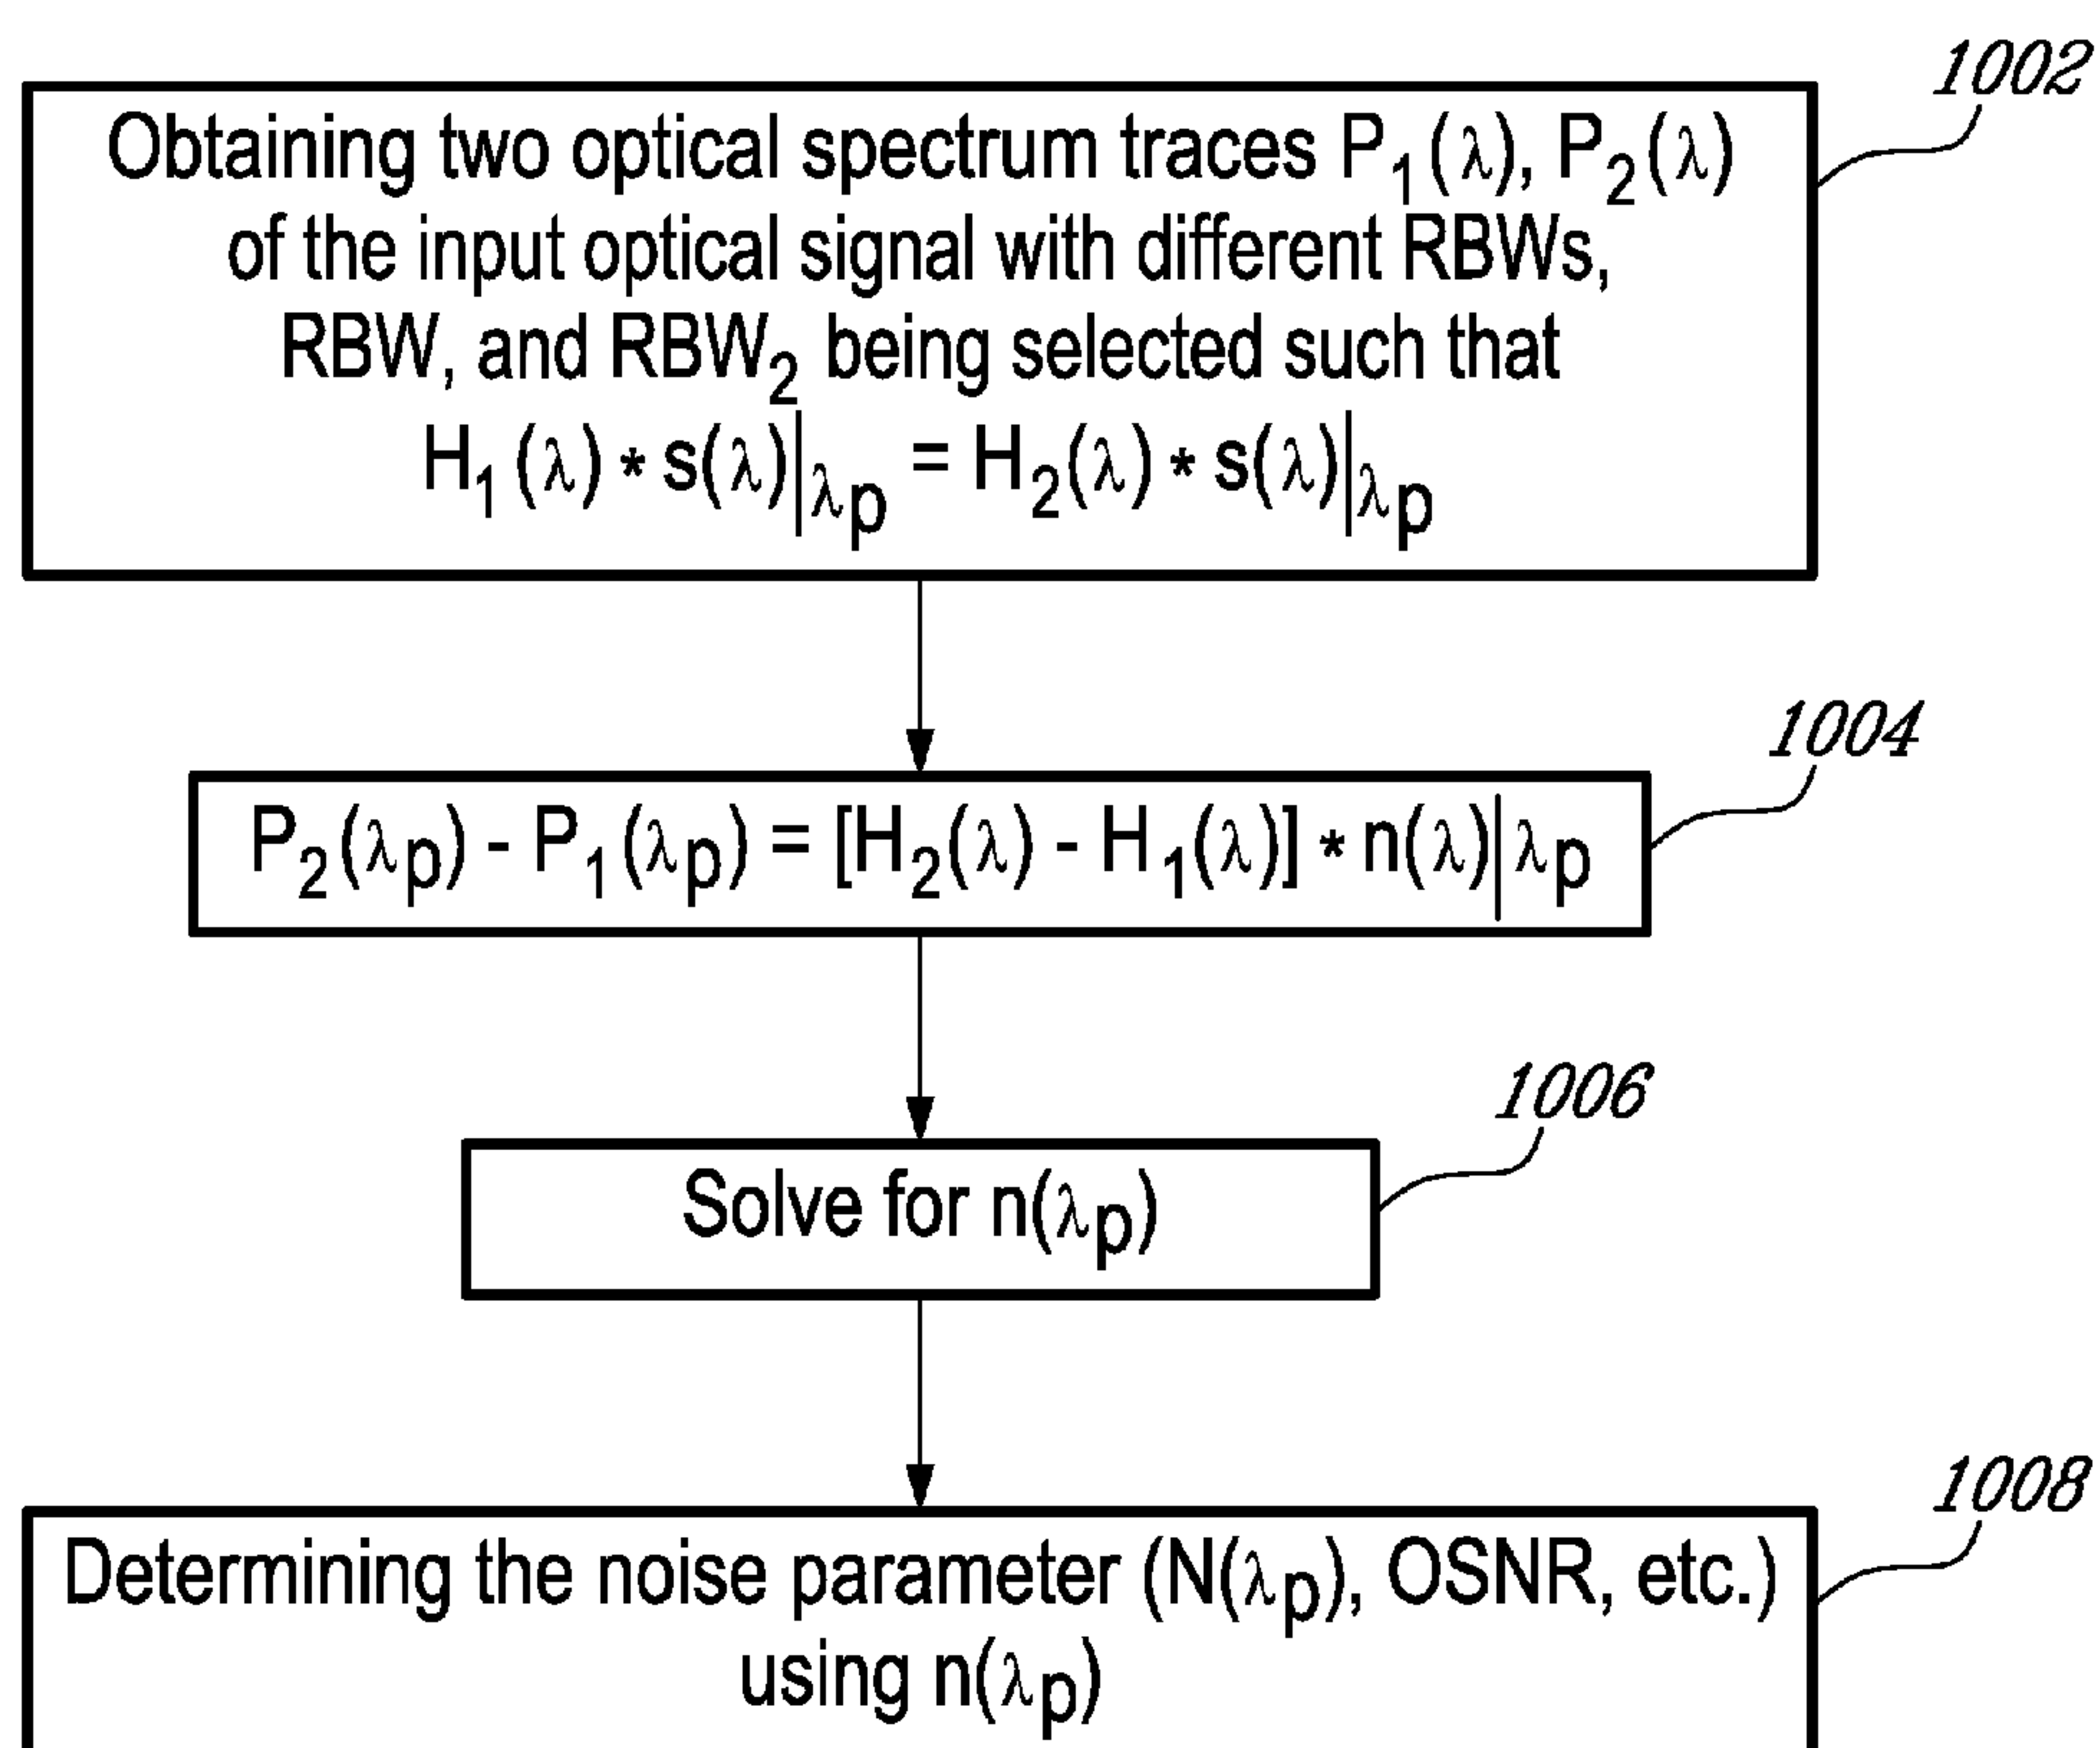 1002
Obtaining two optical spectrum traces P₁(λ), P₂(λ)
of the input optical signal with different RBWs,
RBW, and RBW₂ being selected such that
H₁(λ) * s(λ)|λp = H₂(λ) * s(λ)|λp
1004
P₂(λp) - P₁(λp) = [H₂(λ) - H₁(λ)] * n(λ)|λp
1006
Solve for n(λp)
1008
Determining the noise parameter (N(λp), OSNR, etc.)
using n(λp)